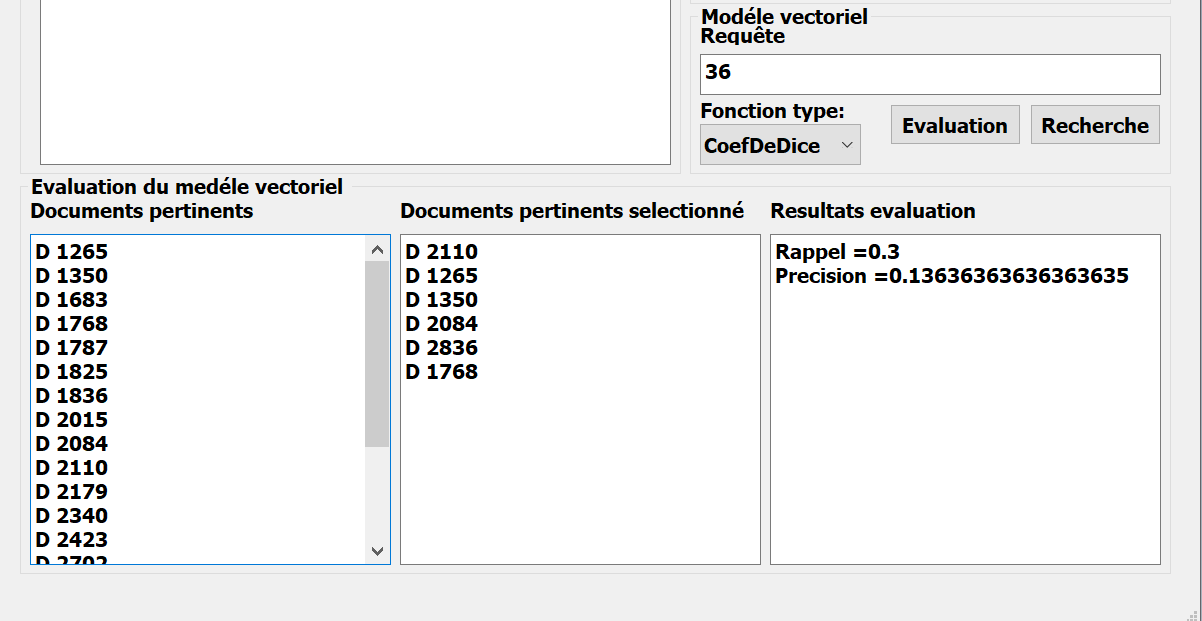 Modéle vectoriel
Requête
36
Fonction type:
CoefDeDice
Evaluation
Recherche
Evaluation du medéle vectoriel
Documents pertinents
D 1265
D 1350
D 1683
D 1768
D 1787
D 1825
D 1836
D 2015
D 2084
D 2110
D 2179
D 2340
D 2423
D 2702
Documents pertinents selectionné
D 2110
D 1265
D 1350
D 2084
D 2836
D 1768
Resultats evaluation
Rappel =0.3
Precision =0.13636363636363635